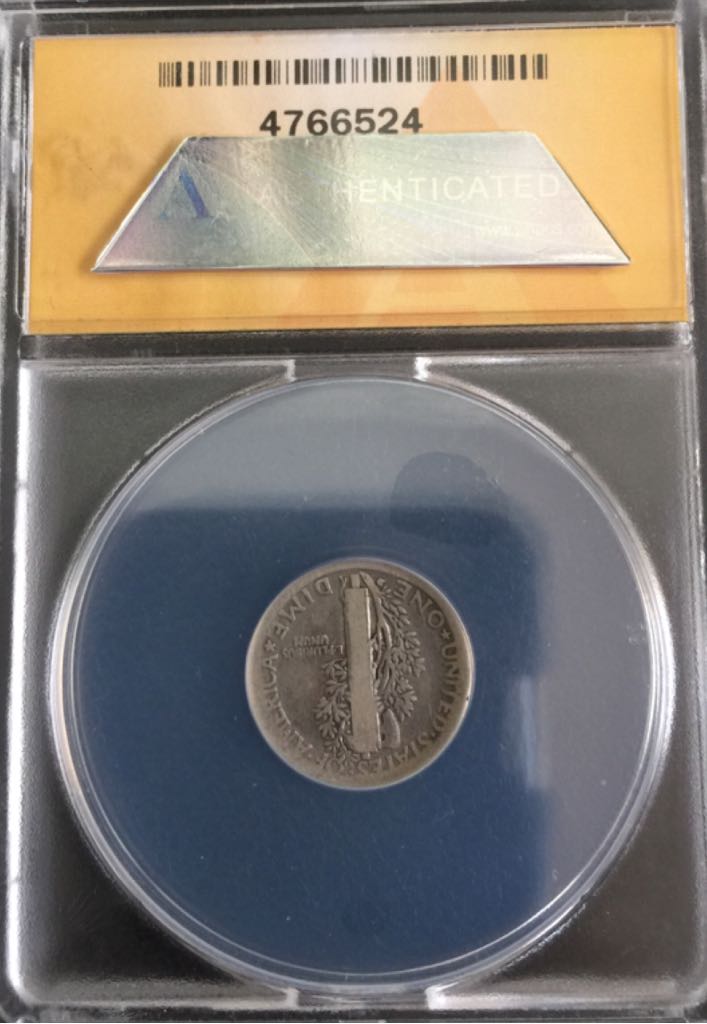 4766524
AUTHENTICATED
UNITED STATES OF AMERICA
ONE DIME
E PLURIBUS
UNUM